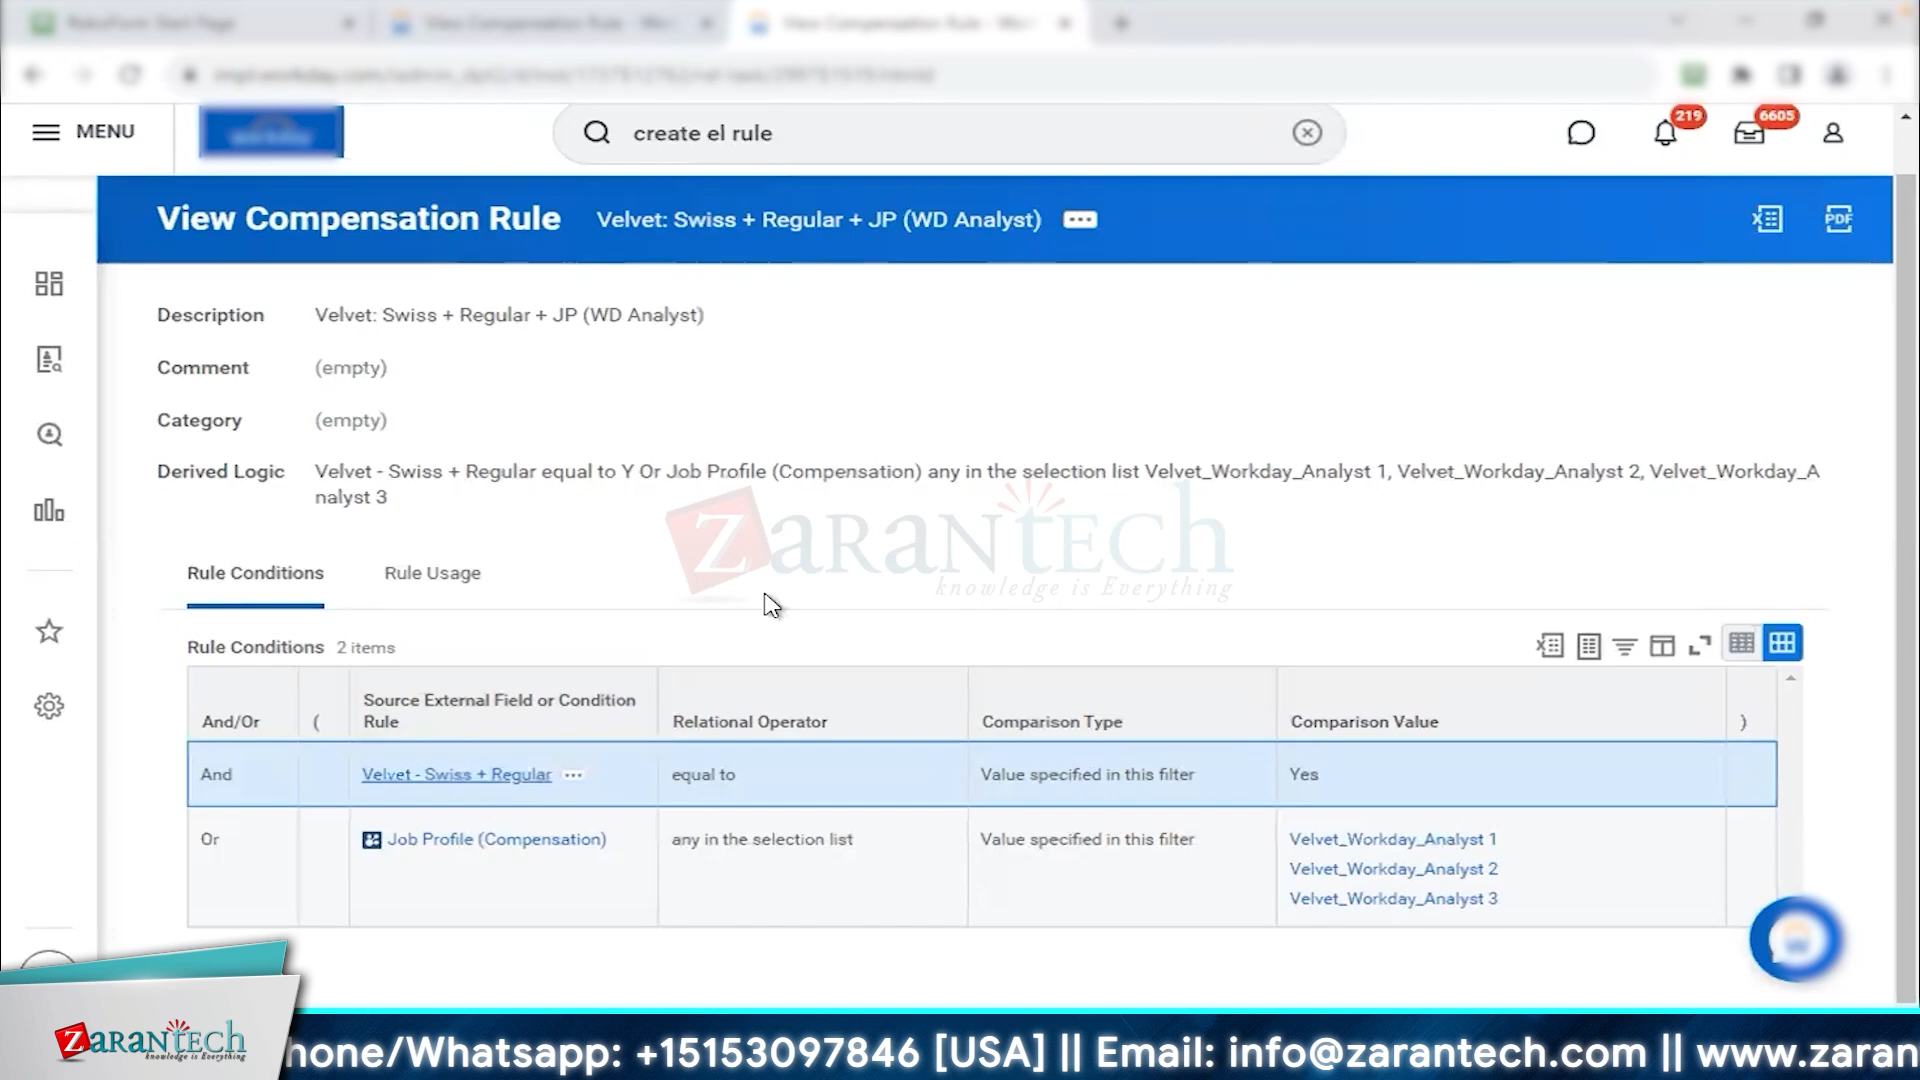 MENU
create el rule
219
6605
View Compensation Rule Velvet: Swiss + Regular + JP (WD Analyst)
PDF
Description Velvet: Swiss + Regular + JP (WD Analyst)
Comment (empty)
Category (empty)
Derived Logic Velvet - Swiss + Regular equal to Y Or Job Profile (Compensation) any in the selection list Velvet_Workday_Analyst 1, Velvet_Workday_Analyst 2, Velvet_Workday_A
nalyst 3
ZARANTECH
knowledge is Everything
Rule Conditions Rule Usage
Rule Conditions 2 items
And/Or ( Source External Field or Condition Rule Relational Operator Comparison Type Comparison Value )
And Velvet - Swiss + Regular equal to Value specified in this filter Yes
Or Job Profile (Compensation) any in the selection list Value specified in this filter Velvet_Workday_Analyst 1
Velvet_Workday_Analyst 2
Velvet_Workday_Analyst 3
ZARANTECH
knowledge is Everything
hone/Whatsapp: +15153097846 [USA] || Email: info@zarantech.com || www.zaran